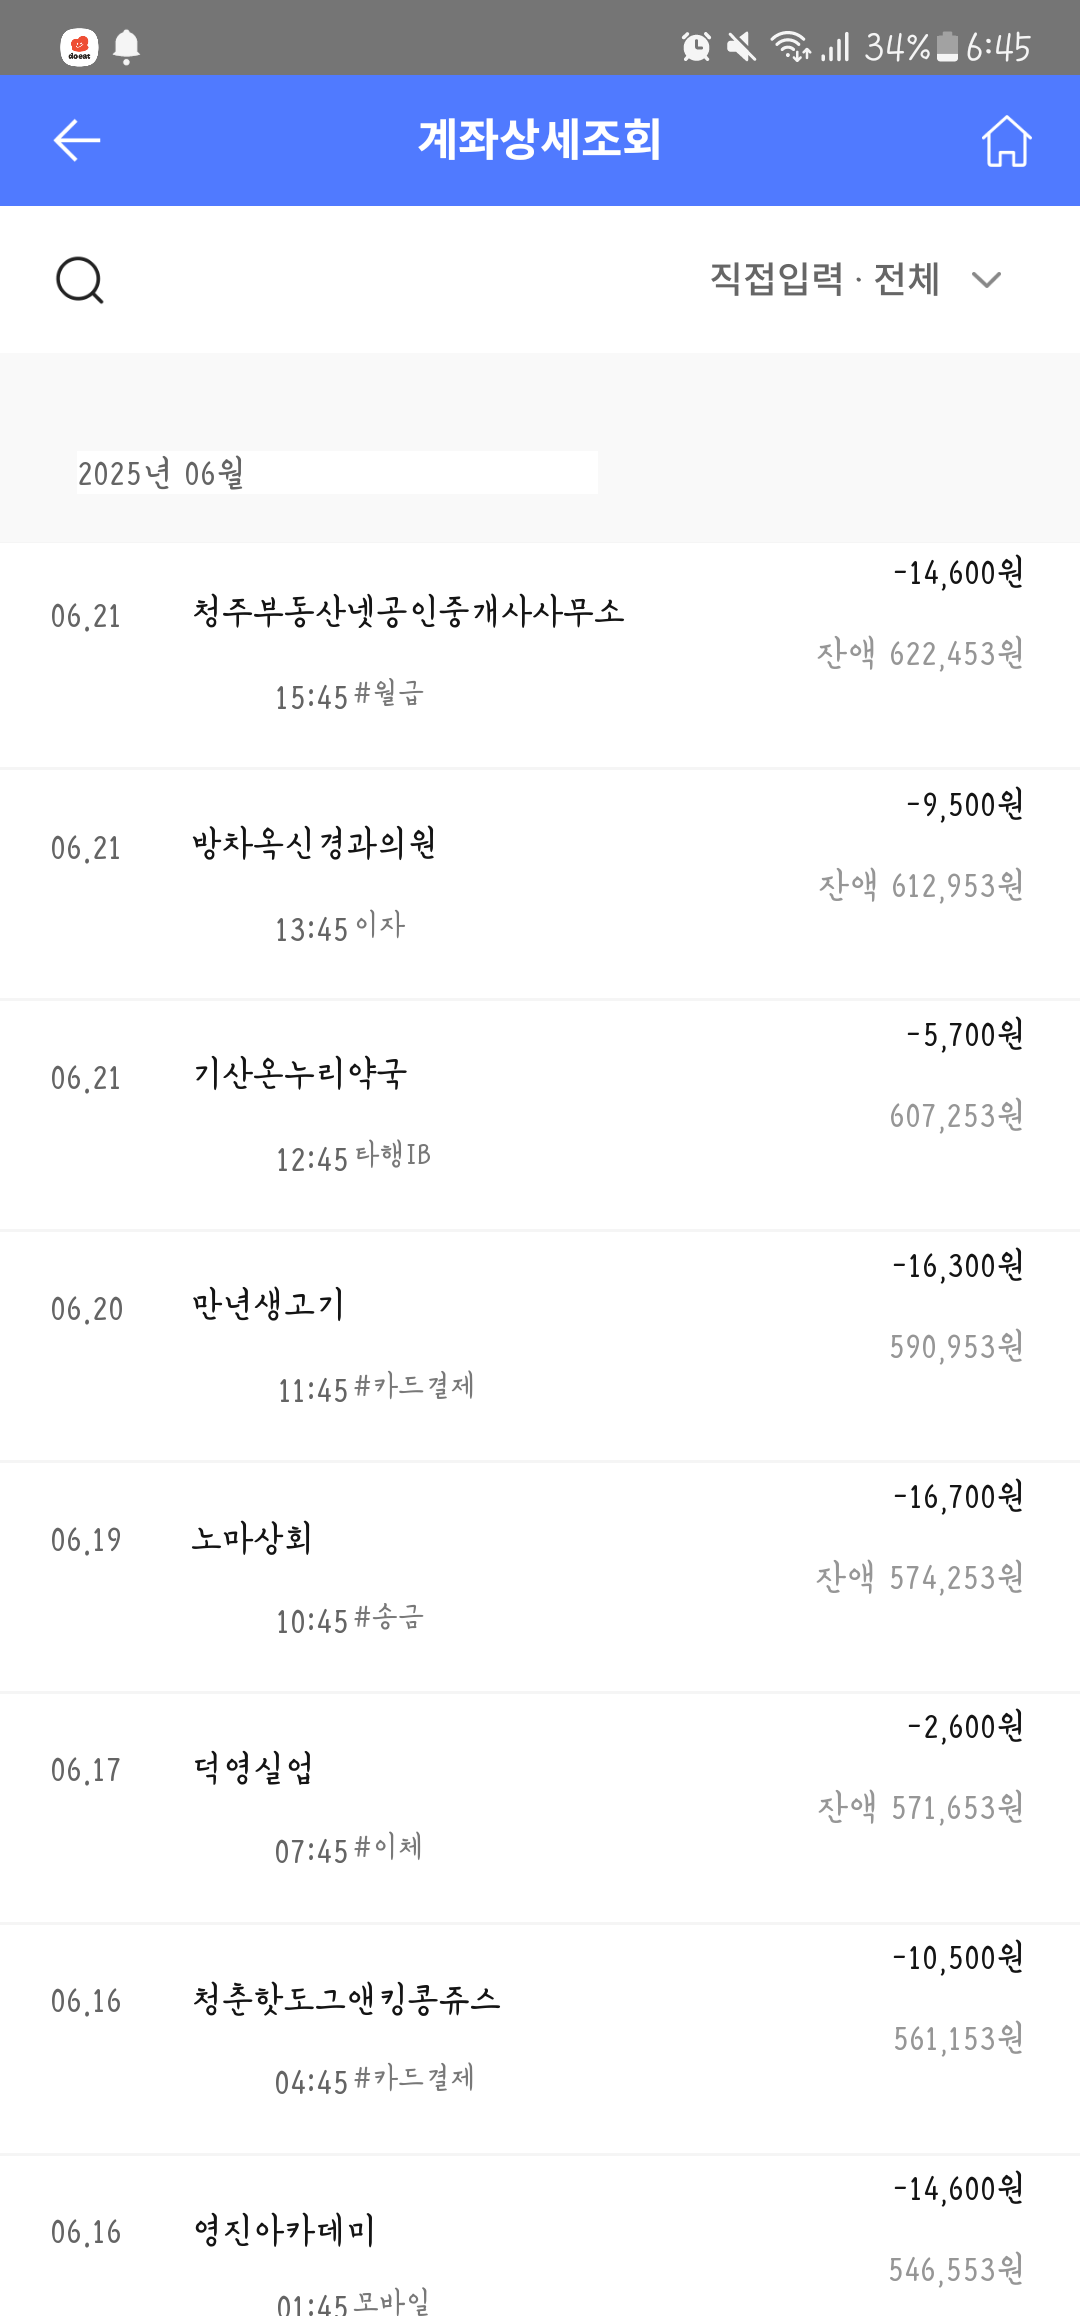 doeat 34% 6:45
계좌상세조회
직접입력 · 전체
2025년 06월
-14,600원
06.21 청주부동산넷공인중개사사무소
잔액 622,453원
15:45 #월급
-9,500원
06.21 방차옥신경과의원
잔액 612,953원
13:45 이자
-5,700원
06.21 기산온누리약국
607,253원
12:45 타행IB
-16,300원
06.20 만년생고기
590,953원
11:45 #카드결제
-16,700원
06.19 노마상회
잔액 574,253원
10:45 #송금
-2,600원
06.17 덕영실업
잔액 571,653원
07:45 #이체
-10,500원
06.16 청춘핫도그앤킹콩쥬스
561,153원
04:45 #카드결제
-14,600원
06.16 영진아카데미
546,553원
01:45 모바일